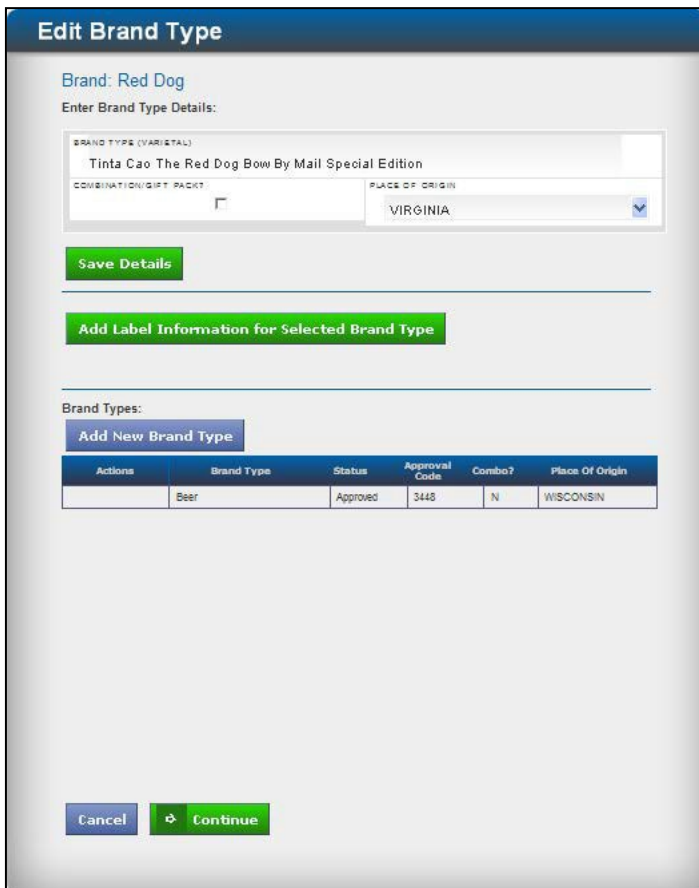 Edit Brand Type
Brand: Red Dog
Enter Brand Type Details:
BRAND TYPE (VARIETAL)
Tinta Cao The Red Dog Bow By Mail Special Edition
COMBINATION/GIFT PACK? PLACE OF ORIGIN
VIRGINIA
Save Details
Add Label Information for Selected Brand Type
Brand Types:
Add New Brand Type
Actions Brand Type Status Approval Code Combo? Place Of Origin
Beer Approved 3448 N WISCONSIN
Cancel Continue